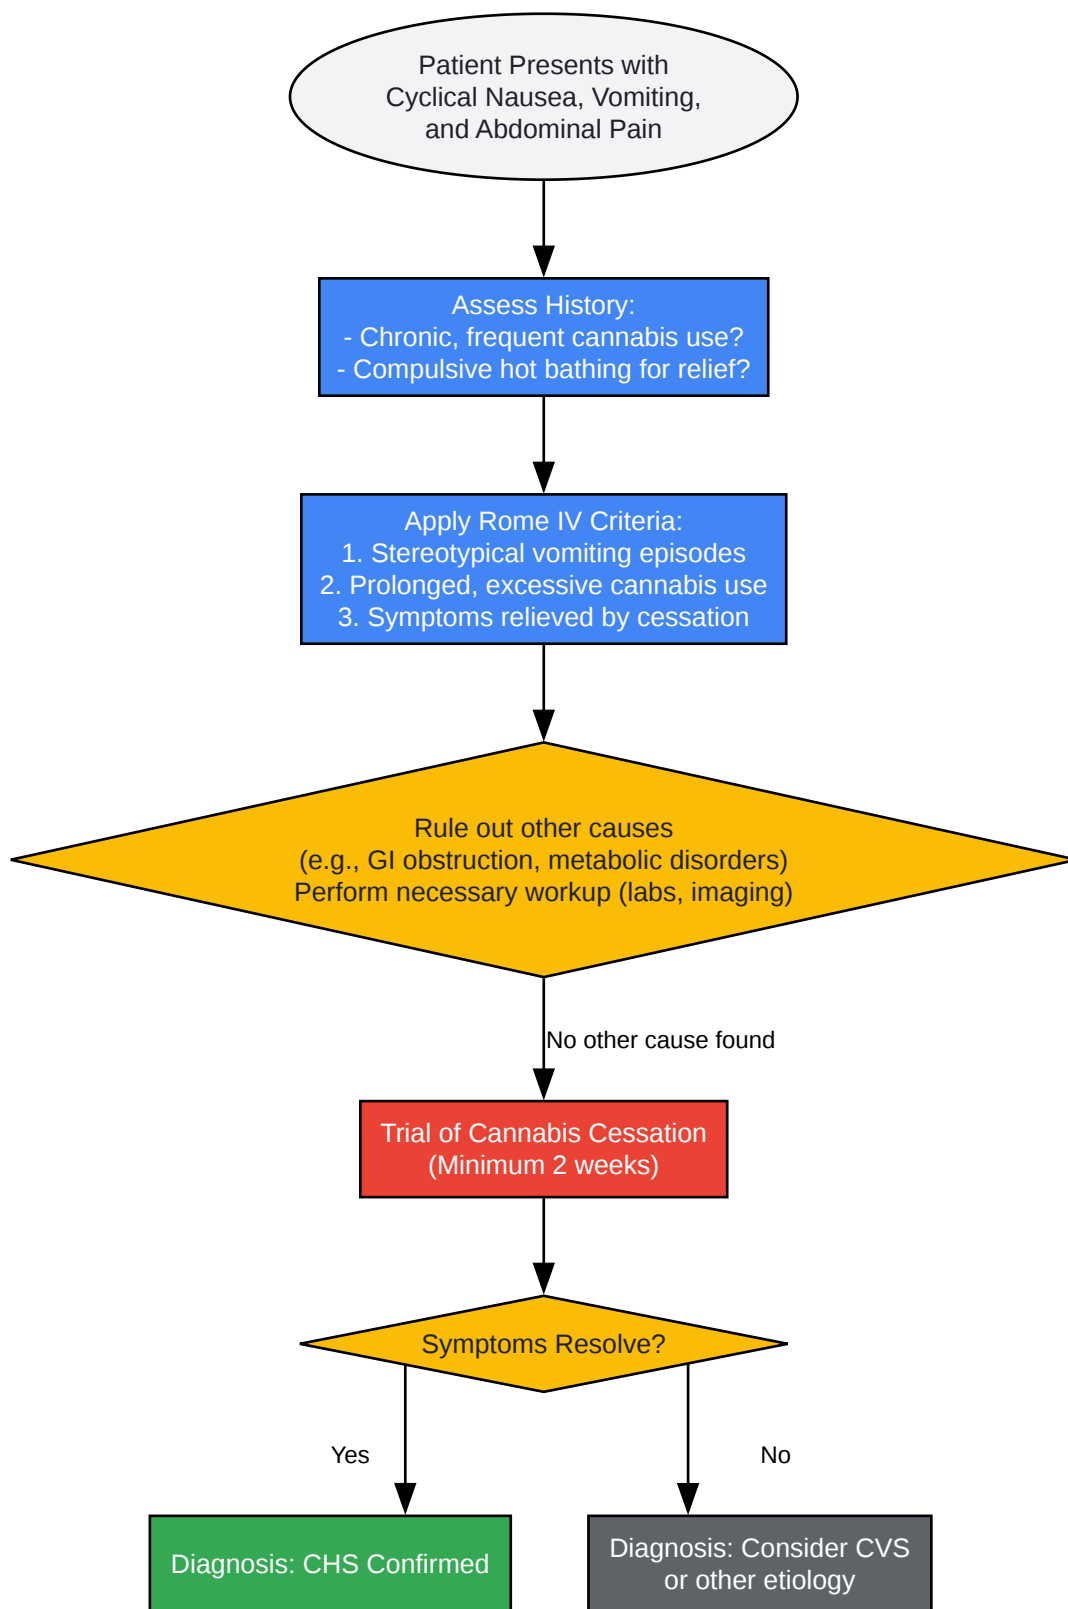 Patient Presents with
Cyclical Nausea, Vomiting,
and Abdominal Pain
Assess History:
- Chronic, frequent cannabis use?
- Compulsive hot bathing for relief?
Apply Rome IV Criteria:
1. Stereotypical vomiting episodes
2. Prolonged, excessive cannabis use
3. Symptoms relieved by cessation
Rule out other causes
(e.g., GI obstruction, metabolic disorders)
Perform necessary workup (labs, imaging)
No other cause found
Trial of Cannabis Cessation
(Minimum 2 weeks)
Symptoms Resolve?
Yes
No
Diagnosis: CHS Confirmed
Diagnosis: Consider CVS
or other etiology